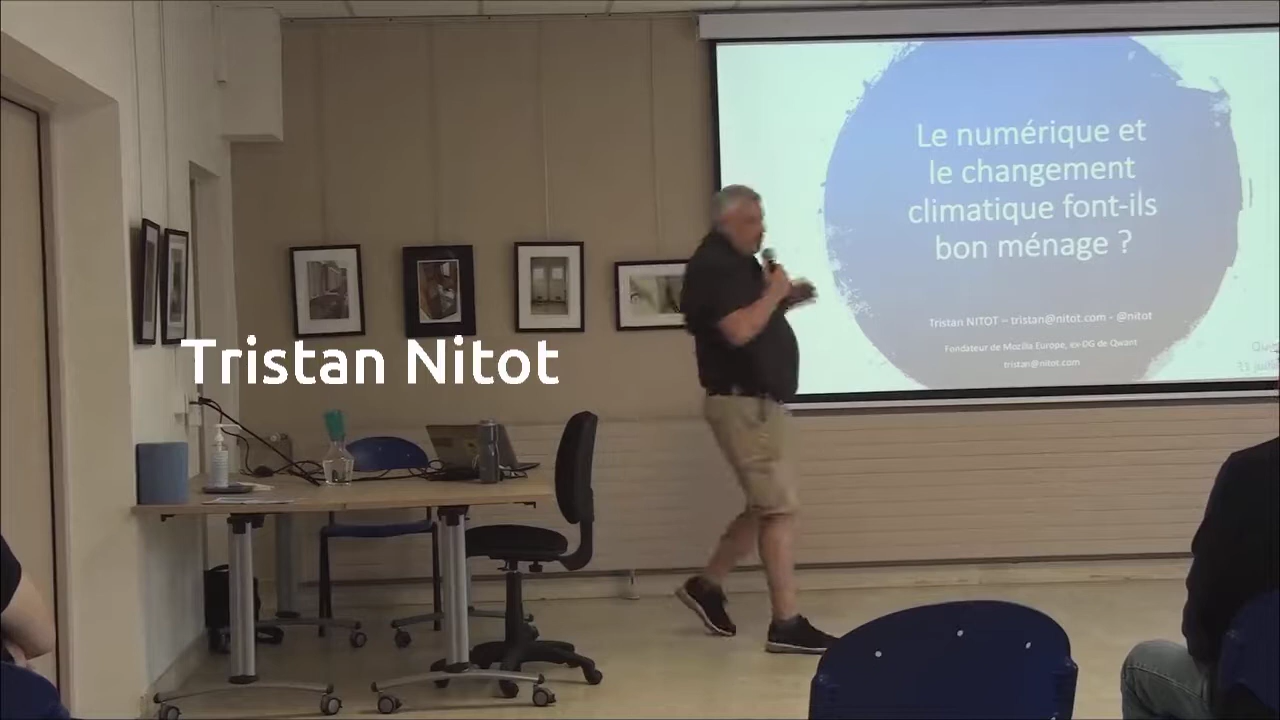 Le numérique et
le changement
climatique font-ils
bon ménage ?
Tristan NITOT – tristan@nitot.com - @nitot
Fondateur de Mozilla Europe, ex-DG de Qwant
tristan@nitot.com
Tristan Nitot